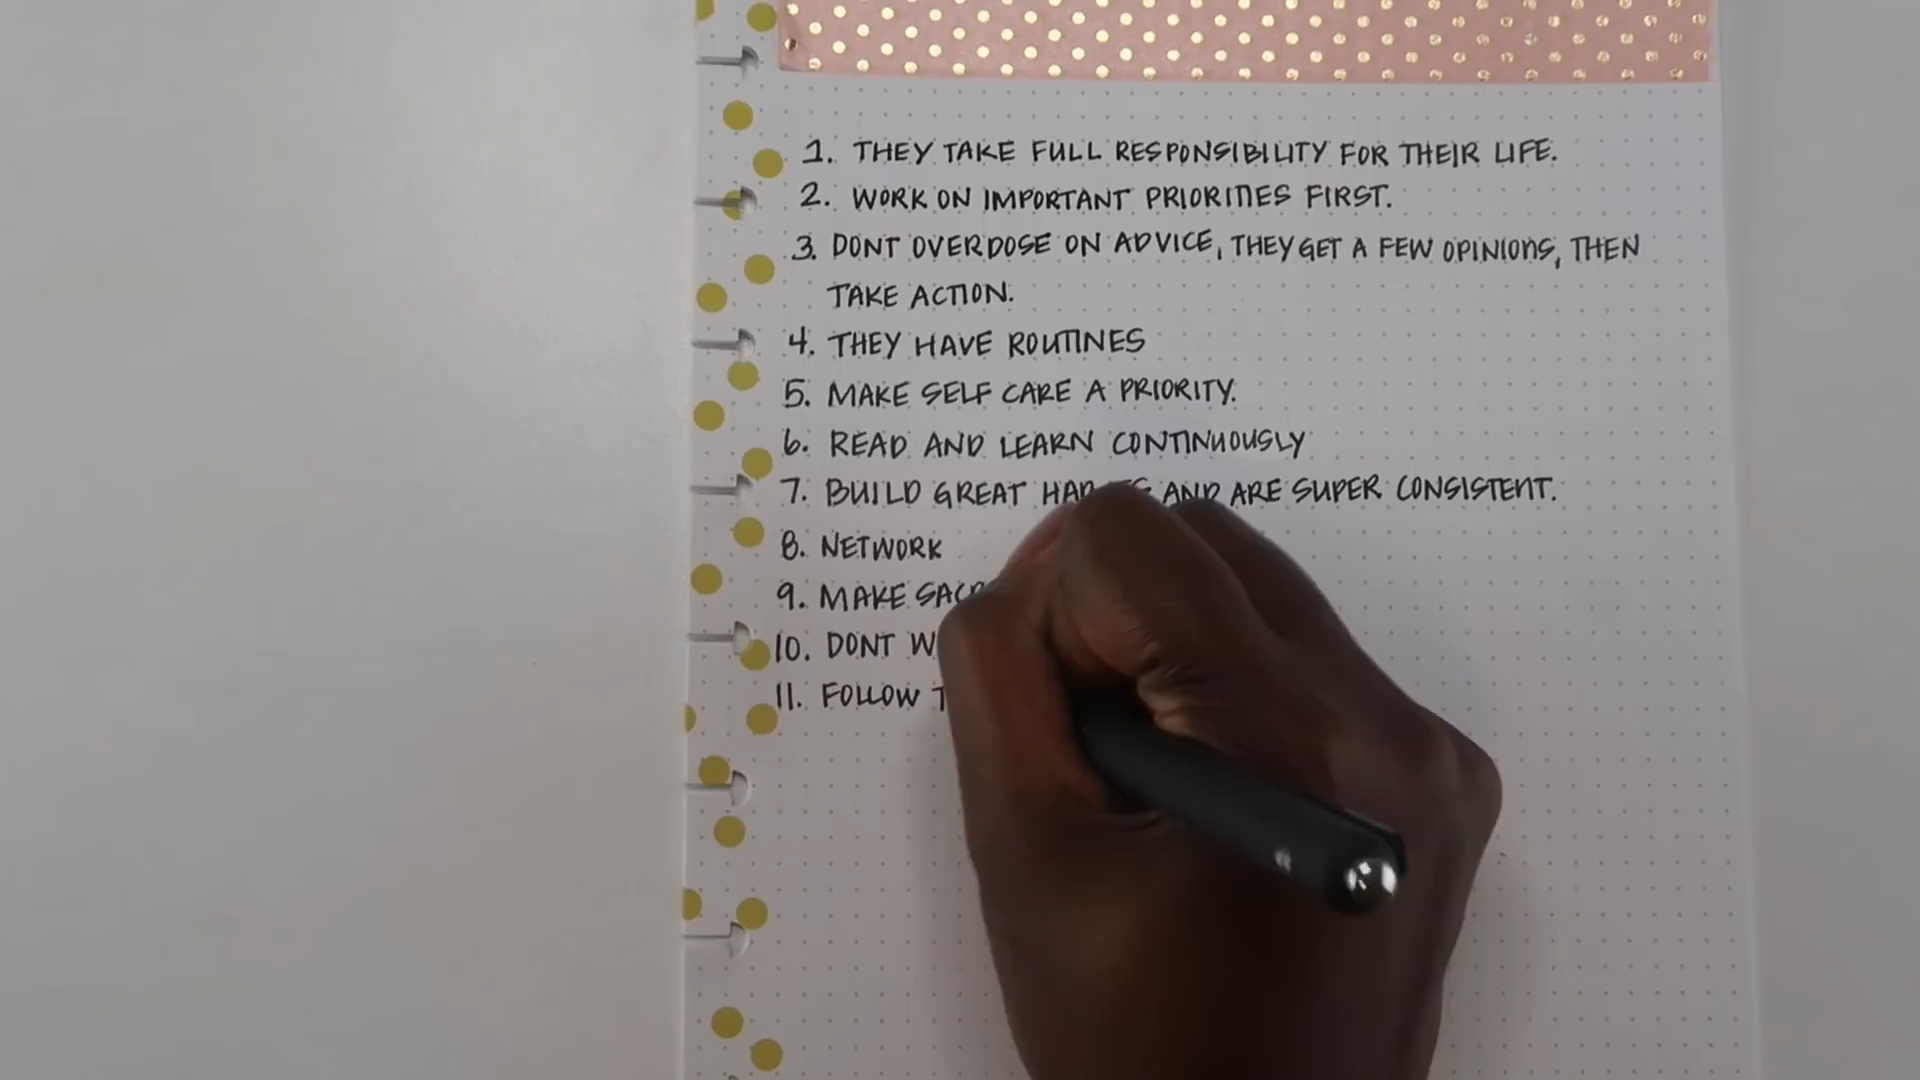 1. THEY TAKE FULL RESPONSIBILITY FOR THEIR LIFE.
2. WORK ON IMPORTANT PRIORITIES FIRST.
3. DONT OVERDOSE ON ADVICE, THEY GET A FEW OPINIONS, THEN
TAKE ACTION.
4. THEY HAVE ROUTINES
5. MAKE SELF CARE A PRIORITY.
6. READ AND LEARN CONTINUOUSLY
7. BUILD GREAT AND ARE SUPER CONSISTENT.
8. NETWORK
9. MAKE
10. DONT
11. FOLLOW